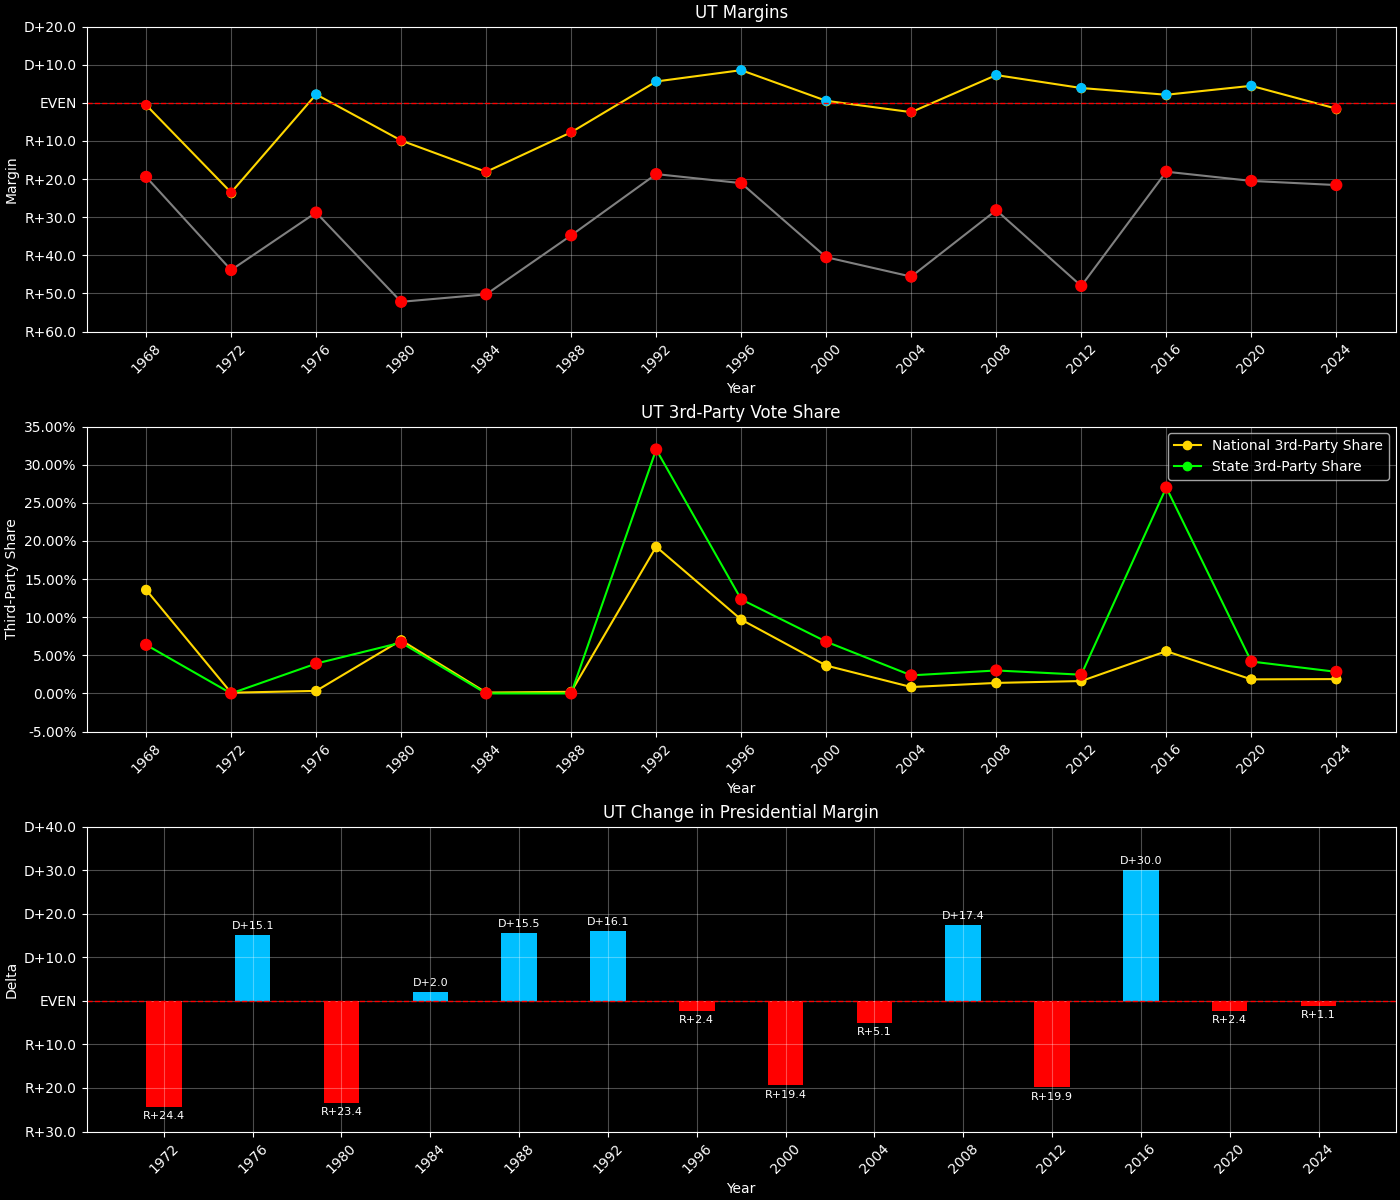 UT Margins
D+20.0
D+10.0
EVEN
R+10.0
R+20.0
R+30.0
R+40.0
R+50.0
R+60.0
Margin
1968 1972 1976 1980 1984 1988 1992 1996 2000 2004 2008 2012 2016 2020 2024
Year
UT 3rd-Party Vote Share
35.00%
30.00%
25.00%
20.00%
15.00%
10.00%
5.00%
0.00%
-5.00%
Third-Party Share
National 3rd-Party Share
State 3rd-Party Share
1968 1972 1976 1980 1984 1988 1992 1996 2000 2004 2008 2012 2016 2020 2024
Year
UT Change in Presidential Margin
D+40.0
D+30.0
D+20.0
D+10.0
EVEN
R+10.0
R+20.0
R+30.0
Delta
R+24.4
D+15.1
R+23.4
D+2.0
D+15.5
D+16.1
R+2.4
R+19.4
R+5.1
D+17.4
R+19.9
D+30.0
R+2.4
R+1.1
1972 1976 1980 1984 1988 1992 1996 2000 2004 2008 2012 2016 2020 2024
Year